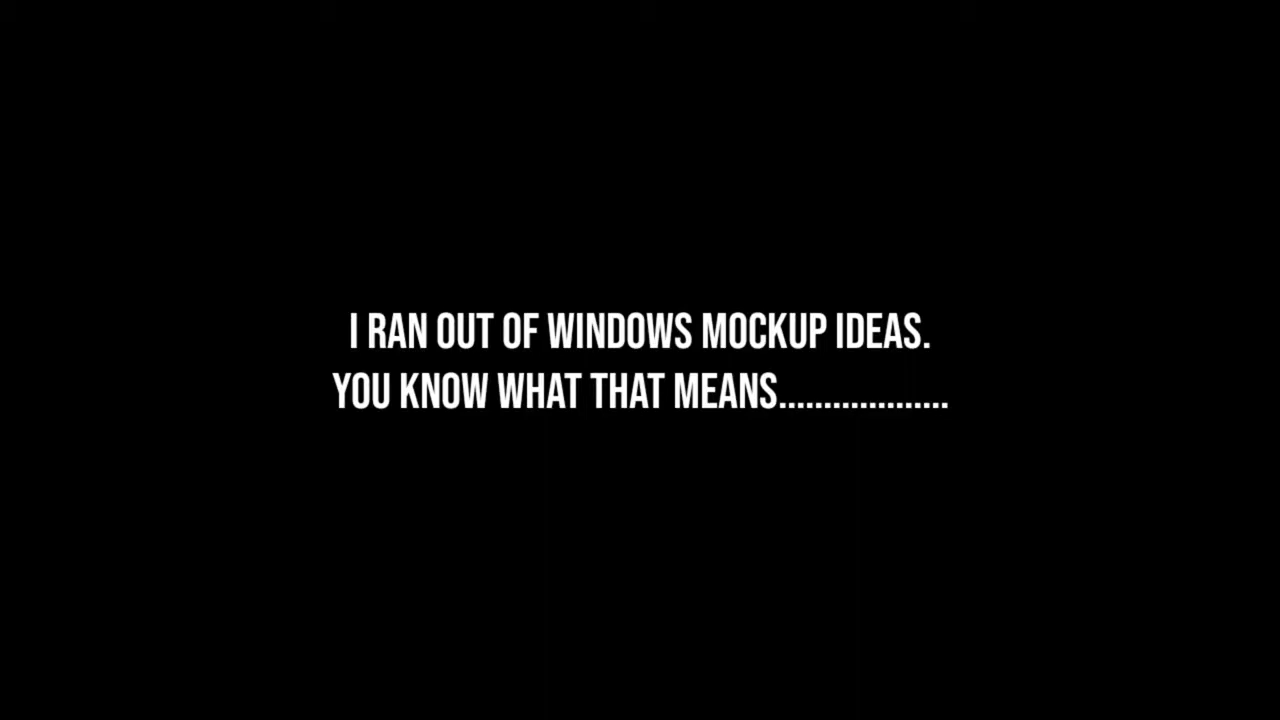 I RAN OUT OF WINDOWS MOCKUP IDEAS.
YOU KNOW WHAT THAT MEANS...................